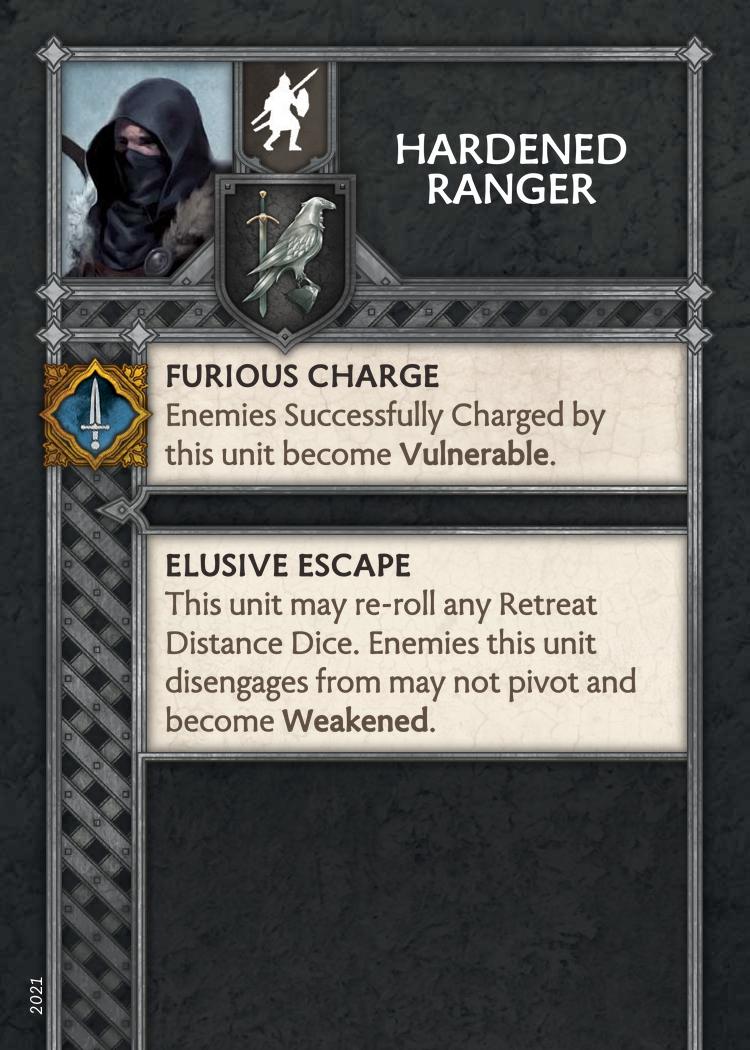 HARDENED
RANGER
FURIOUS CHARGE
Enemies Successfully Charged by
this unit become Vulnerable.
ELUSIVE ESCAPE
This unit may re-roll any Retreat
Distance Dice. Enemies this unit
disengages from may not pivot and
become Weakened.
2021